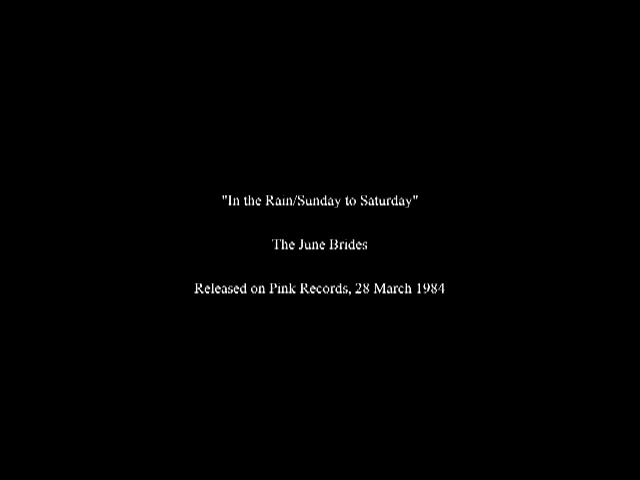 "In the Rain/Sunday to Saturday"
The June Brides
Released on Pink Records, 28 March 1984